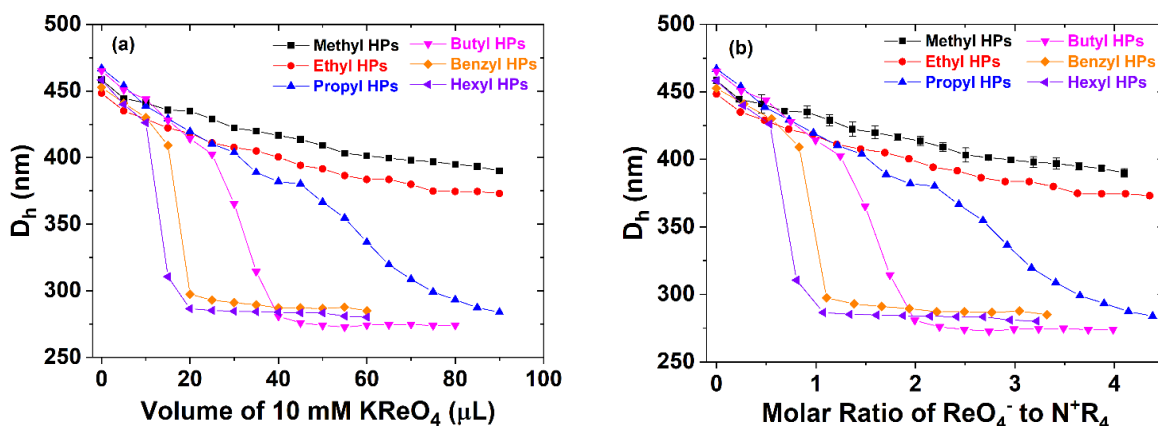 (a)
Methyl HPs
Butyl HPs
Ethyl HPs
Benzyl HPs
Propyl HPs
Hexyl HPs
500
450
400
350
300
250
D_h (nm)
0
20
40
60
80
100
Volume of 10 mM KReO₄ (μL)
(b)
Methyl HPs
Butyl HPs
Ethyl HPs
Benzyl HPs
Propyl HPs
Hexyl HPs
500
450
400
350
300
250
D_h (nm)
0
1
2
3
4
Molar Ratio of ReO₄⁻ to N⁺R₄